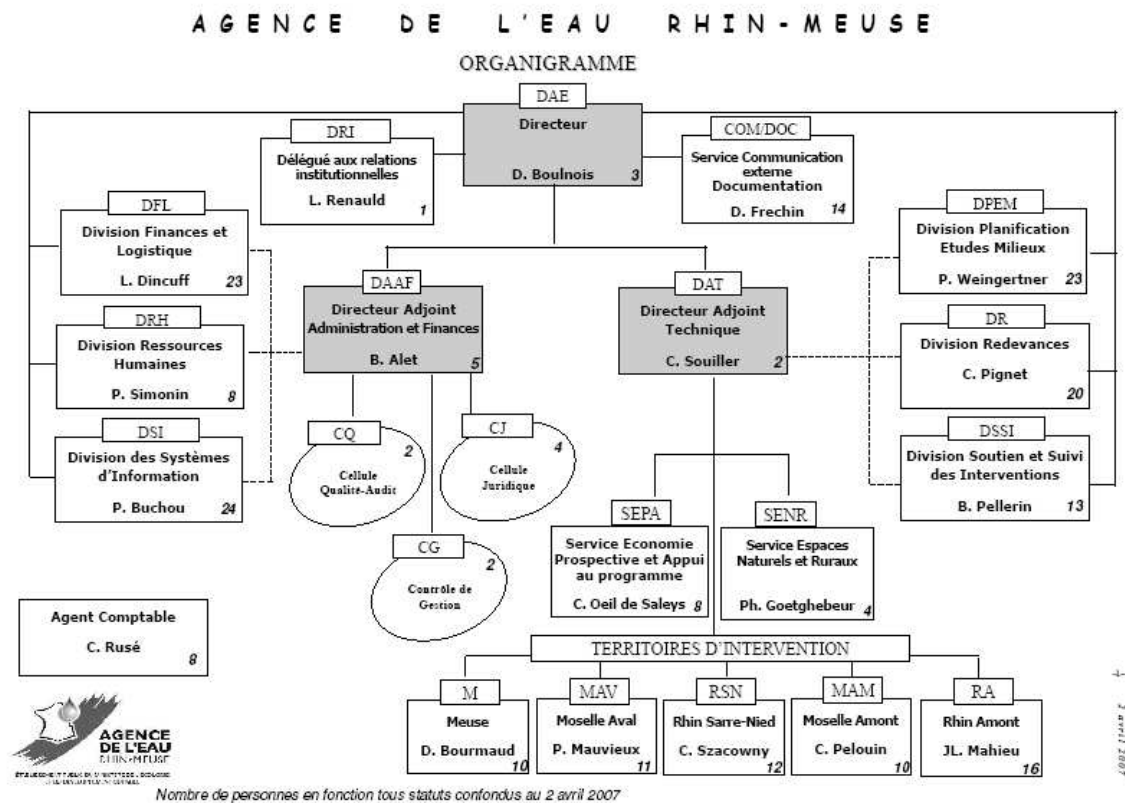 AGENCE DE L'EAU RHIN-MEUSE
ORGANIGRAMME
DAE
Directeur
D. Boulnois 3
DRI
Délégué aux relations
institutionnelles
L. Renauld 1
COM/DOC
Service Communication
externe
Documentation
D. Frechin 14
DFL
Division Finances et
Logistique
L. Dincuff 23
DRH
Division Ressources
Humaines
P. Simonin 8
DSI
Division des Systèmes
d'Information
P. Buchou 24
DAAF
Directeur Adjoint
Administration et Finances
B. Alet 5
DAT
Directeur Adjoint
Technique
C. Souiller 2
DPEM
Division Planification
Etudes Milieux
P. Weingertner 23
DR
Division Redevances
C. Pignet
20
DSSI
Division Soutien et Suivi
des Interventions
B. Pellerin 13
CQ
2
Cellule
Qualité-Audit
CJ
4
Cellule
Juridique
CG
2
Contrôle de
Gestion
SEPA
Service Economie
Prospective et Appui
au programme
C. Oeil de Saleys 8
SENR
Service Espaces
Naturels et Ruraux
Ph. Goetghebeur 4
Agent Comptable
C. Rusé
8
TERRITOIRES D'INTERVENTION
M
Meuse
D. Bourmaud
10
MAV
Moselle Aval
P. Mauvieux
11
RSN
Rhin Sarre-Nied
C. Szacowny
12
MAM
Moselle Amont
C. Pelouin
10
RA
Rhin Amont
JL. Mahieu
16
AGENCE
DE L'EAU
RHIN-MEUSE
Nombre de personnes en fonction tous statuts confondus au 2 avril 2007
avril 2007